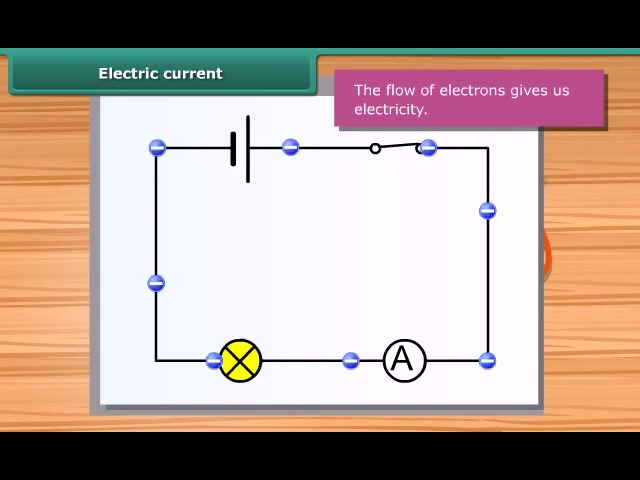 Electric current
The flow of electrons gives us
electricity.
A